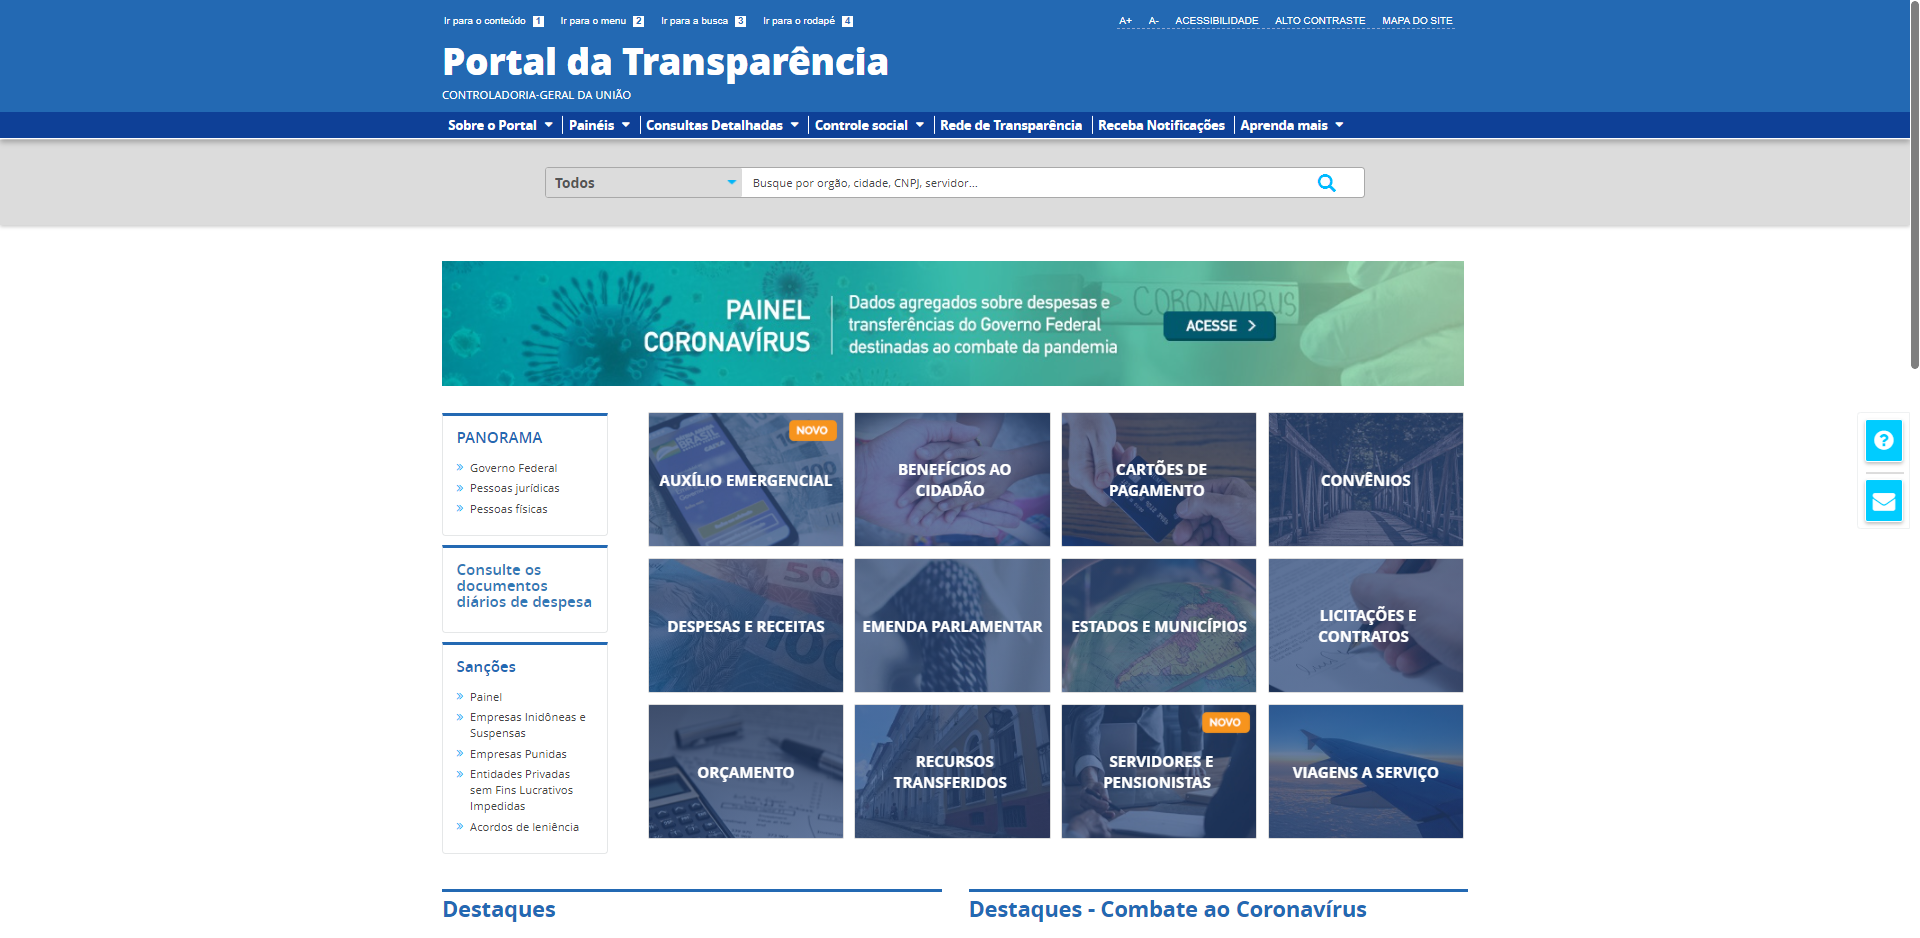 Ir para o conteúdo 1 Ir para o menu 2 Ir para a busca 3 Ir para o rodapé 4
A+ A- ACESSIBILIDADE ALTO CONTRASTE MAPA DO SITE
Portal da Transparência
CONTROLADORIA-GERAL DA UNIÃO
Sobre o Portal Painéis Consultas Detalhadas Controle social Rede de Transparência Receba Notificações Aprenda mais
Todos
Busque por orgão, cidade, CNPJ, servidor...
PAINEL
CORONAVÍRUS
Dados agregados sobre despesas e
transferências do Governo Federal
destinadas ao combate da pandemia
CORONAVIRUS
ACESSE
PANORAMA
Governo Federal
Pessoas jurídicas
Pessoas físicas
Consulte os
documentos
diários de despesa
Sanções
Painel
Empresas Inidôneas e
Suspensas
Empresas Punidas
Entidades Privadas
sem Fins Lucrativos
Impedidas
Acordos de leniência
NOVO
AUXÍLIO EMERGENCIAL
BENEFÍCIOS AO
CIDADÃO
CARTÕES DE
PAGAMENTO
CONVÊNIOS
DESPESAS E RECEITAS
EMENDA PARLAMENTAR
ESTADOS E MUNICÍPIOS
LICITAÇÕES E
CONTRATOS
ORÇAMENTO
RECURSOS
TRANSFERIDOS
NOVO
SERVIDORES E
PENSIONISTAS
VIAGENS A SERVIÇO
Destaques
Destaques - Combate ao Coronavírus